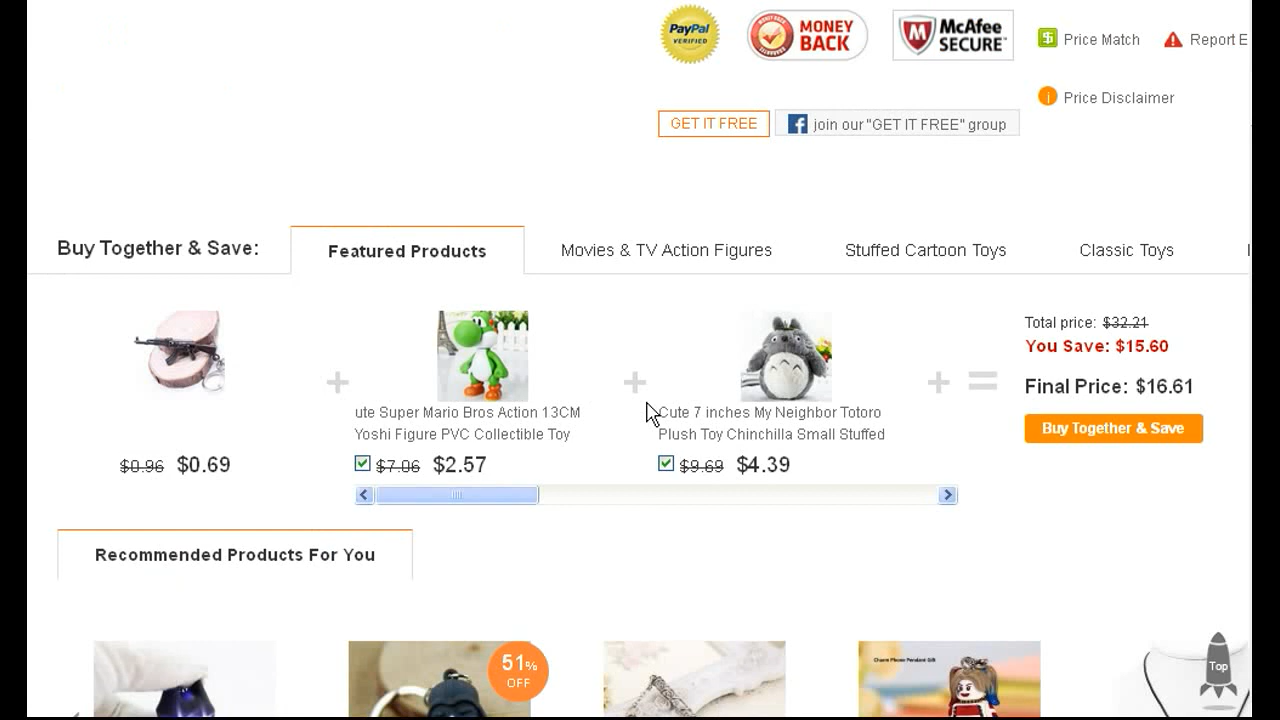 PayPal
VERIFIED
MONEY
BACK
McAfee
SECURE
Price Match
Report E
Price Disclaimer
GET IT FREE
join our "GET IT FREE" group
Buy Together & Save:
Featured Products
Movies & TV Action Figures
Stuffed Cartoon Toys
Classic Toys
Total price: $32.21
You Save: $15.60
Final Price: $16.61
Buy Together & Save
ute Super Mario Bros Action 13CM
Yoshi Figure PVC Collectible Toy
Cute 7 inches My Neighbor Totoro
Plush Toy Chinchilla Small Stuffed
$0.96 $0.69
$7.06 $2.57
$9.69 $4.39
Recommended Products For You
51%
OFF
Charm Phone Pendant Gift
Top